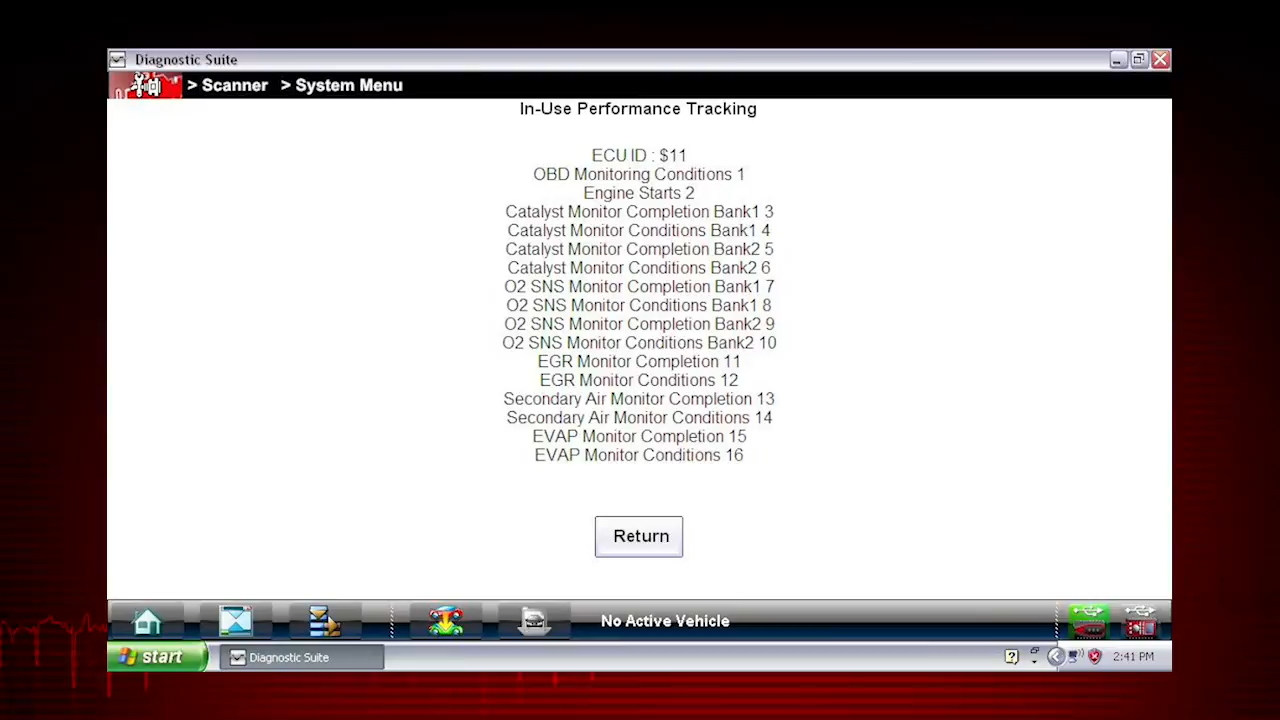 Diagnostic Suite
> Scanner > System Menu
In-Use Performance Tracking
ECU ID : $11
OBD Monitoring Conditions 1
Engine Starts 2
Catalyst Monitor Completion Bank1 3
Catalyst Monitor Conditions Bank1 4
Catalyst Monitor Completion Bank2 5
Catalyst Monitor Conditions Bank2 6
O2 SNS Monitor Completion Bank1 7
O2 SNS Monitor Conditions Bank1 8
O2 SNS Monitor Completion Bank2 9
O2 SNS Monitor Conditions Bank2 10
EGR Monitor Completion 11
EGR Monitor Conditions 12
Secondary Air Monitor Completion 13
Secondary Air Monitor Conditions 14
EVAP Monitor Completion 15
EVAP Monitor Conditions 16
Return
No Active Vehicle
start Diagnostic Suite 2:41 PM